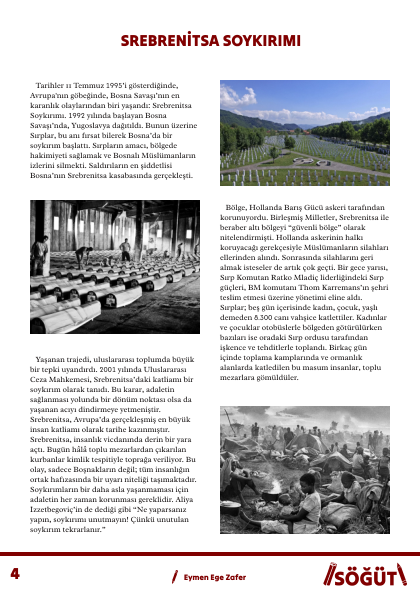 SREBRENİTSA SOYKIRIMI
Tarihler 11 Temmuz 1995'i gösterdiğinde,
Avrupa'nın göbeğinde, Bosna Savaşı'nın en
karanlık olaylarından biri yaşandı: Srebrenitsa
Soykırımı. 1992 yılında başlayan Bosna
Savaşı'nda, Yugoslavya dağıtıldı. Bunun üzerine
Sırplar, bu anı fırsat bilerek Bosna'da bir
soykırım başlattı. Sırpların amacı, bölgede
hakimiyeti sağlamak ve Bosnalı Müslümanların
izlerini silmekti. Saldırıların en şiddetlisi
Bosna'nın Srebrenitsa kasabasında gerçekleşti.
Yaşanan trajedi, uluslararası toplumda büyük
bir tepki uyandırdı. 2001 yılında Uluslararası
Ceza Mahkemesi, Srebrenitsa'daki katliamı bir
soykırım olarak tanıdı. Bu karar, adaletin
sağlanması yolunda bir dönüm noktası olsa da
yaşanan acıyı dindirmeye yetmeniştir.
Srebrenitsa, Avrupa'da gerçekleşmiş en büyük
insan katliamı olarak tarihe kazınmıştır.
Srebrenitsa, insanlık vicdanında derin bir yara
açtı. Bugün hâlâ toplu mezarlardan çıkarılan
kurbanlar kimlik tespitiyle toprağa veriliyor. Bu
olay, sadece Boşnakların değil; tüm insanlığın
ortak hafızasında bir uyarı niteliği taşımaktadır.
Soykırımların bir daha asla yaşanmaması için
adaletin her zaman korunması gereklidir. Aliya
İzzetbegoviç'in de dediği gibi "Ne yaparsanız
yapın, soykırımı unutmayın! Çünkü unutulan
soykırım tekrarlanır."
Bölge, Hollanda Barış Gücü askeri tarafından
korunuyordu. Birleşmiş Milletler, Srebrenitsa ile
beraber altı bölgeyi "güvenli bölge" olarak
nitelendirmişti. Hollanda askerinin halkı
koruyacağı gerekçesiyle Müslümanların silahları
ellerinden alındı. Sonrasında silahlarını geri
almak isteseler de artık çok geçti. Bir gece yarısı,
Sırp Komutan Ratko Mladiç liderliğindeki Sırp
güçleri, BM komutanı Thom Karremans'ın şehri
teslim etmesi üzerine yönetimi eline aldı.
Sırplar; beş gün içerisinde kadın, çocuk, yaşlı
demeden 8.300 canı vahşice katlettiler. Kadınlar
ve çocuklar otobüslerle bölgeden götürülürken
bazıları ise oradaki Sırp ordusu tarafından
işkence ve tehditlerle toplandı. Birkaç gün
içinde toplama kamplarında ve ormanlık
alanlarda katledilen bu masum insanlar, toplu
mezarlara gömüldüler.
4
Eymen Ege Zafer
SÖĞÜT